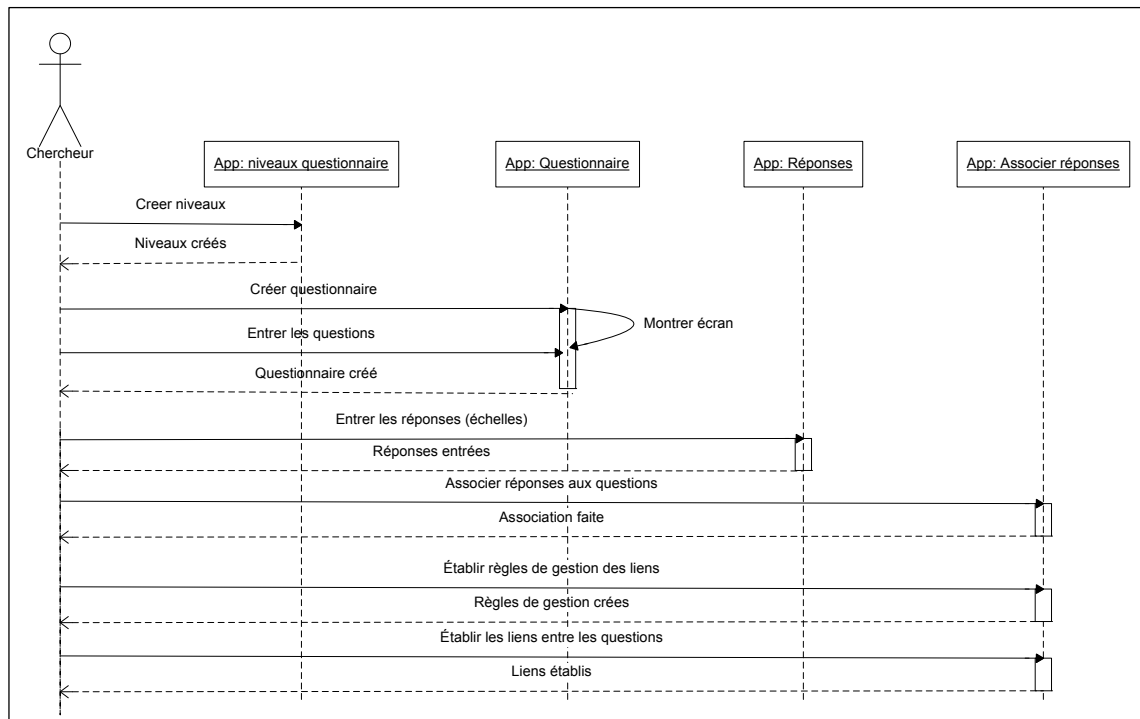 Chercheur
App: niveaux questionnaire
App: Questionnaire
App: Réponses
App: Associer réponses
Creer niveaux
Niveaux créés
Créer questionnaire
Montrer écran
Entrer les questions
Questionnaire créé
Entrer les réponses (échelles)
Réponses entrées
Associer réponses aux questions
Association faite
Établir règles de gestion des liens
Règles de gestion crées
Établir les liens entre les questions
Liens établis